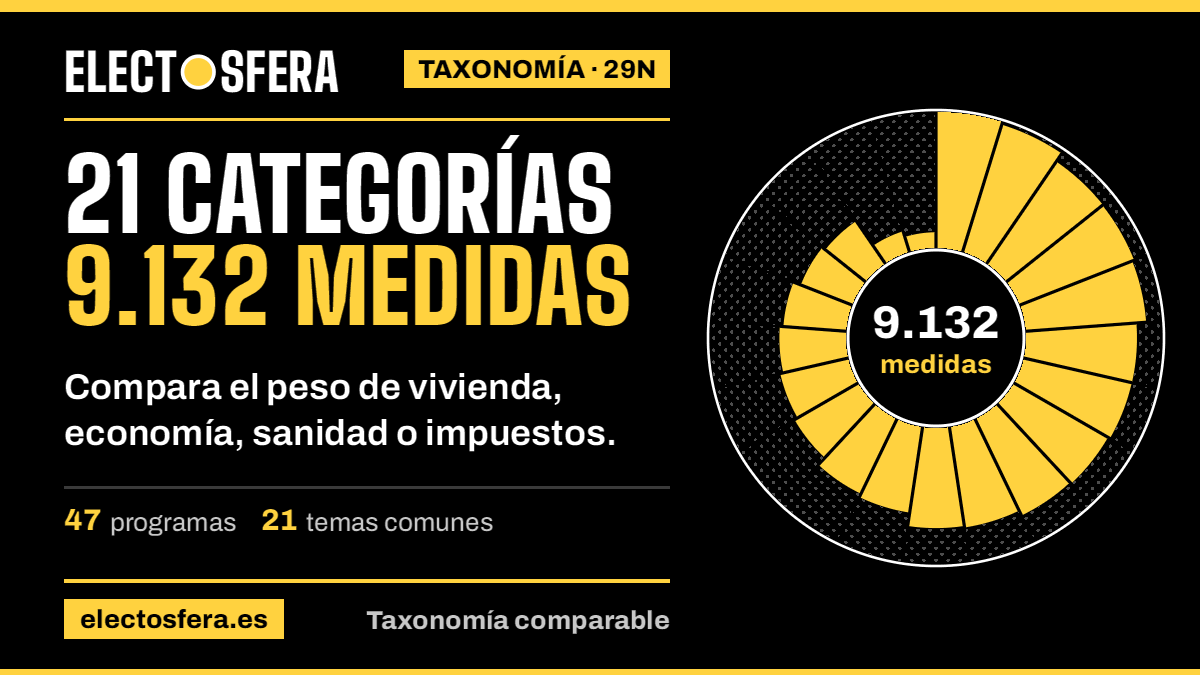 ELECTOSFERA
TAXONOMÍA · 29N
21 CATEGORÍAS
9.132 MEDIDAS
Compara el peso de vivienda,
economía, sanidad o impuestos.
47 programas 21 temas comunes
electosfera.es
Taxonomía comparable
9.132
medidas